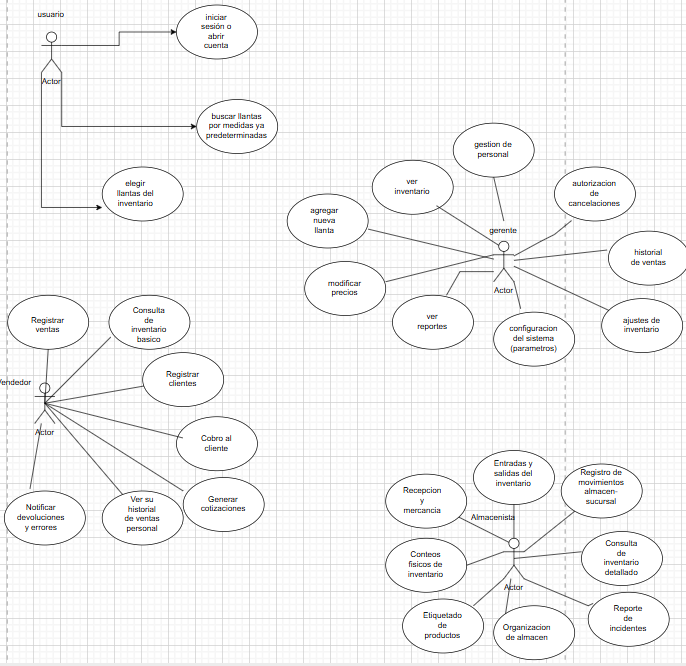 usuario
Actor
iniciar
sesión o
abrir
cuenta
buscar llantas
por medidas ya
predeterminadas
elegir
llantas del
inventario
gestion de
personal
ver
inventario
autorizacion
de
cancelaciones
agregar
nueva
llanta
gerente
Actor
historial
de ventas
modificar
precios
ver
reportes
configuracion
del sistema
(parametros)
ajustes de
inventario
Registrar
ventas
Consulta
de
inventario
basico
Registrar
clientes
Vendedor
Actor
Cobro al
cliente
Generar
cotizaciones
Ver su
historial
de ventas
personal
Notificar
devoluciones
y errores
Entradas y
salidas del
inventario
Registro de
movimientos
almacen-
sucursal
Recepcion
y
mercancia
Almacenista
Actor
Consulta
de
inventario
detallado
Conteos
fisicos de
inventario
Etiquetado
de
productos
Organizacion
de almacen
Reporte
de
incidentes